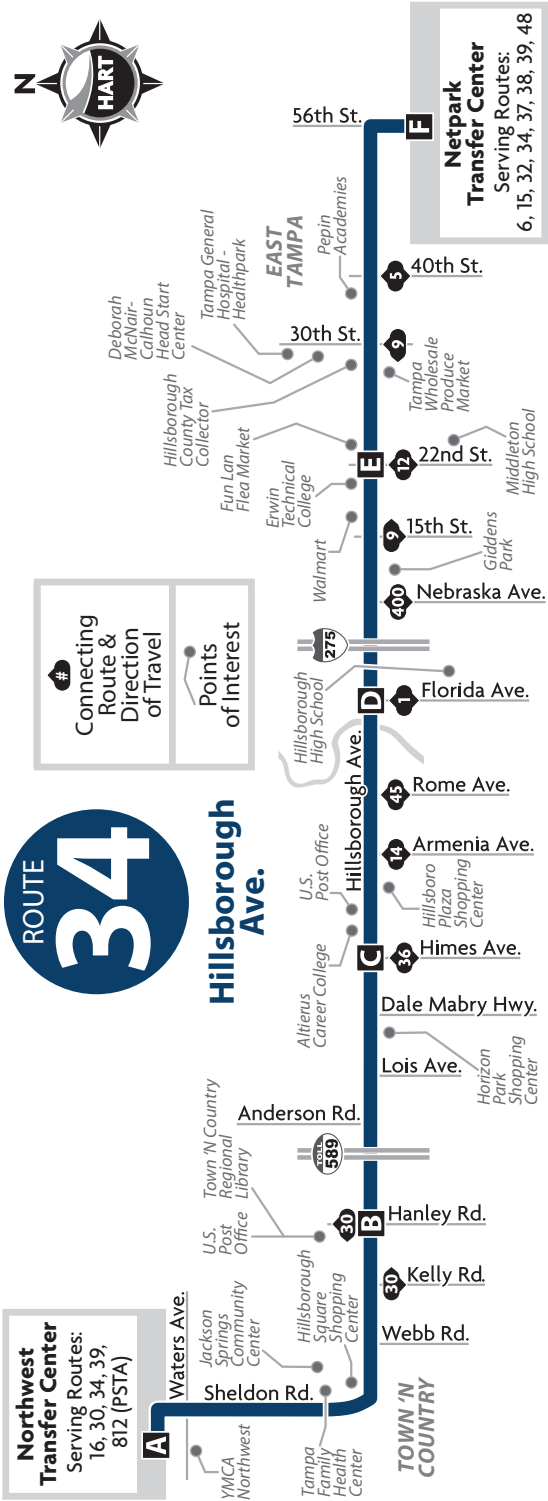 ROUTE
34
Hillsborough
Ave.
#
Connecting
Route &
Direction
of Travel
Points
of Interest
N
HART
Northwest
Transfer Center
Serving Routes:
16, 30, 34, 39,
812 (PSTA)
A
Waters Ave.
YMCA
Northwest
Sheldon Rd.
Jackson
Springs
Community
Center
Tampa
Family
Health
Center
Hillsborough
Square
Shopping
Center
TOWN 'N
COUNTRY
Webb Rd.
30
Kelly Rd.
U.S.
Post
Office
Town 'N Country
Regional
Library
30
B
Hanley Rd.
TOLL
589
Anderson Rd.
Lois Ave.
Horizon
Park
Shopping
Center
Dale Mabry Hwy.
C
36
Himes Ave.
Altierus
Career College
U.S.
Post Office
Hillsboro
Plaza
Shopping
Center
14
Armenia Ave.
45
Rome Ave.
Hillsborough Ave.
D
1
Florida Ave.
Hillsborough
High School
275
400
Nebraska Ave.
Giddens
Park
9
15th St.
Walmart
Erwin
Technical
College
E
12
22nd St.
Middleton
High School
Fun Lan
Flea Market
Hillsborough
County Tax
Collector
Deborah
McNair-
Calhoun
Head Start
Center
Tampa General
Hospital -
Healthpark
Tampa
Wholesale
Produce
Market
30th St.
9
EAST
TAMPA
Pepin
Academies
5
40th St.
56th St.
F
Netpark
Transfer Center
Serving Routes:
6, 15, 32, 34, 37, 38, 39, 48